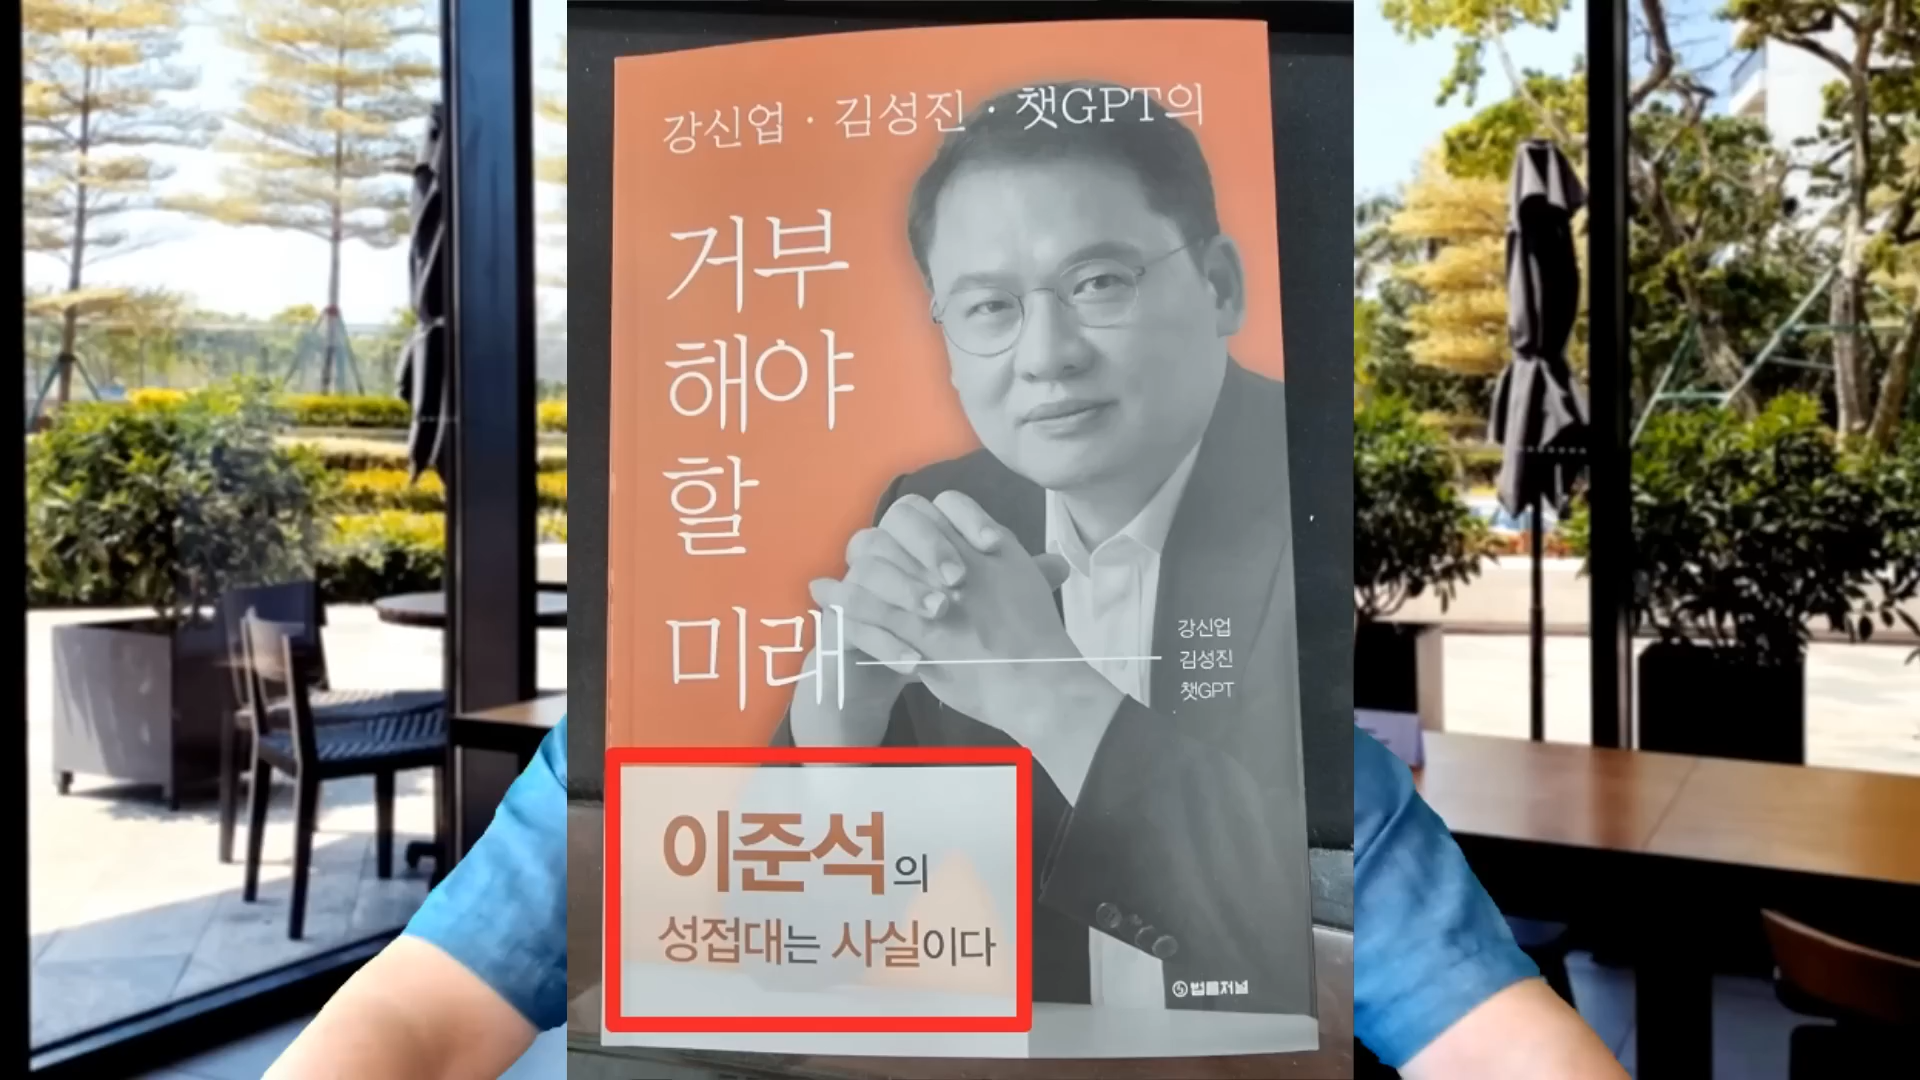 강신업 · 김성진 · 챗GPT의
거부
해야
할
미래
강신업
김성진
챗GPT
이준석의
성접대는 사실이다
법률저널